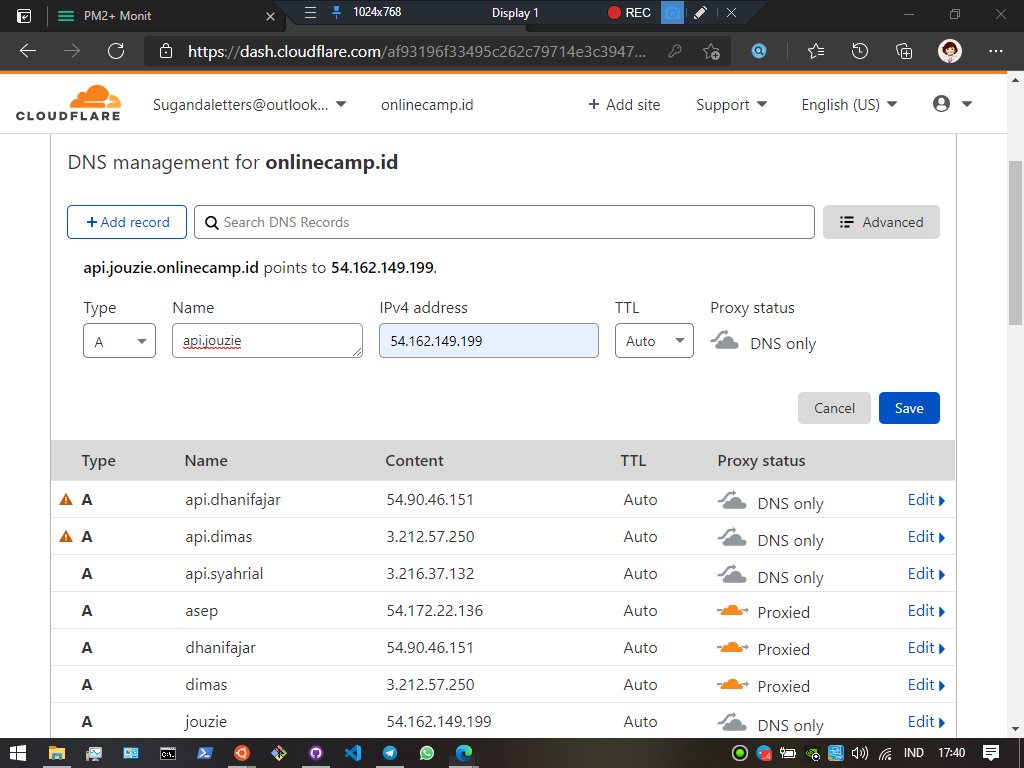 PM2+ Monit
1024x768
Display 1
REC
https://dash.cloudflare.com/af93196f33495c262c79714e3c3947...
CLOUDFLARE
Sugandaletters@outlook...
onlinecamp.id
+ Add site
Support
English (US)
DNS management for onlinecamp.id
+ Add record
Search DNS Records
Advanced
api.jouzie.onlinecamp.id points to 54.162.149.199.
Type Name IPv4 address TTL Proxy status
A api.jouzie 54.162.149.199 Auto DNS only
Cancel Save
Type Name Content TTL Proxy status
A api.dhanifajar 54.90.46.151 Auto DNS only Edit
A api.dimas 3.212.57.250 Auto DNS only Edit
A api.syahrial 3.216.37.132 Auto DNS only Edit
A asep 54.172.22.136 Auto Proxied Edit
A dhanifajar 54.90.46.151 Auto Proxied Edit
A dimas 3.212.57.250 Auto Proxied Edit
A jouzie 54.162.149.199 Auto DNS only Edit
IND 17:40